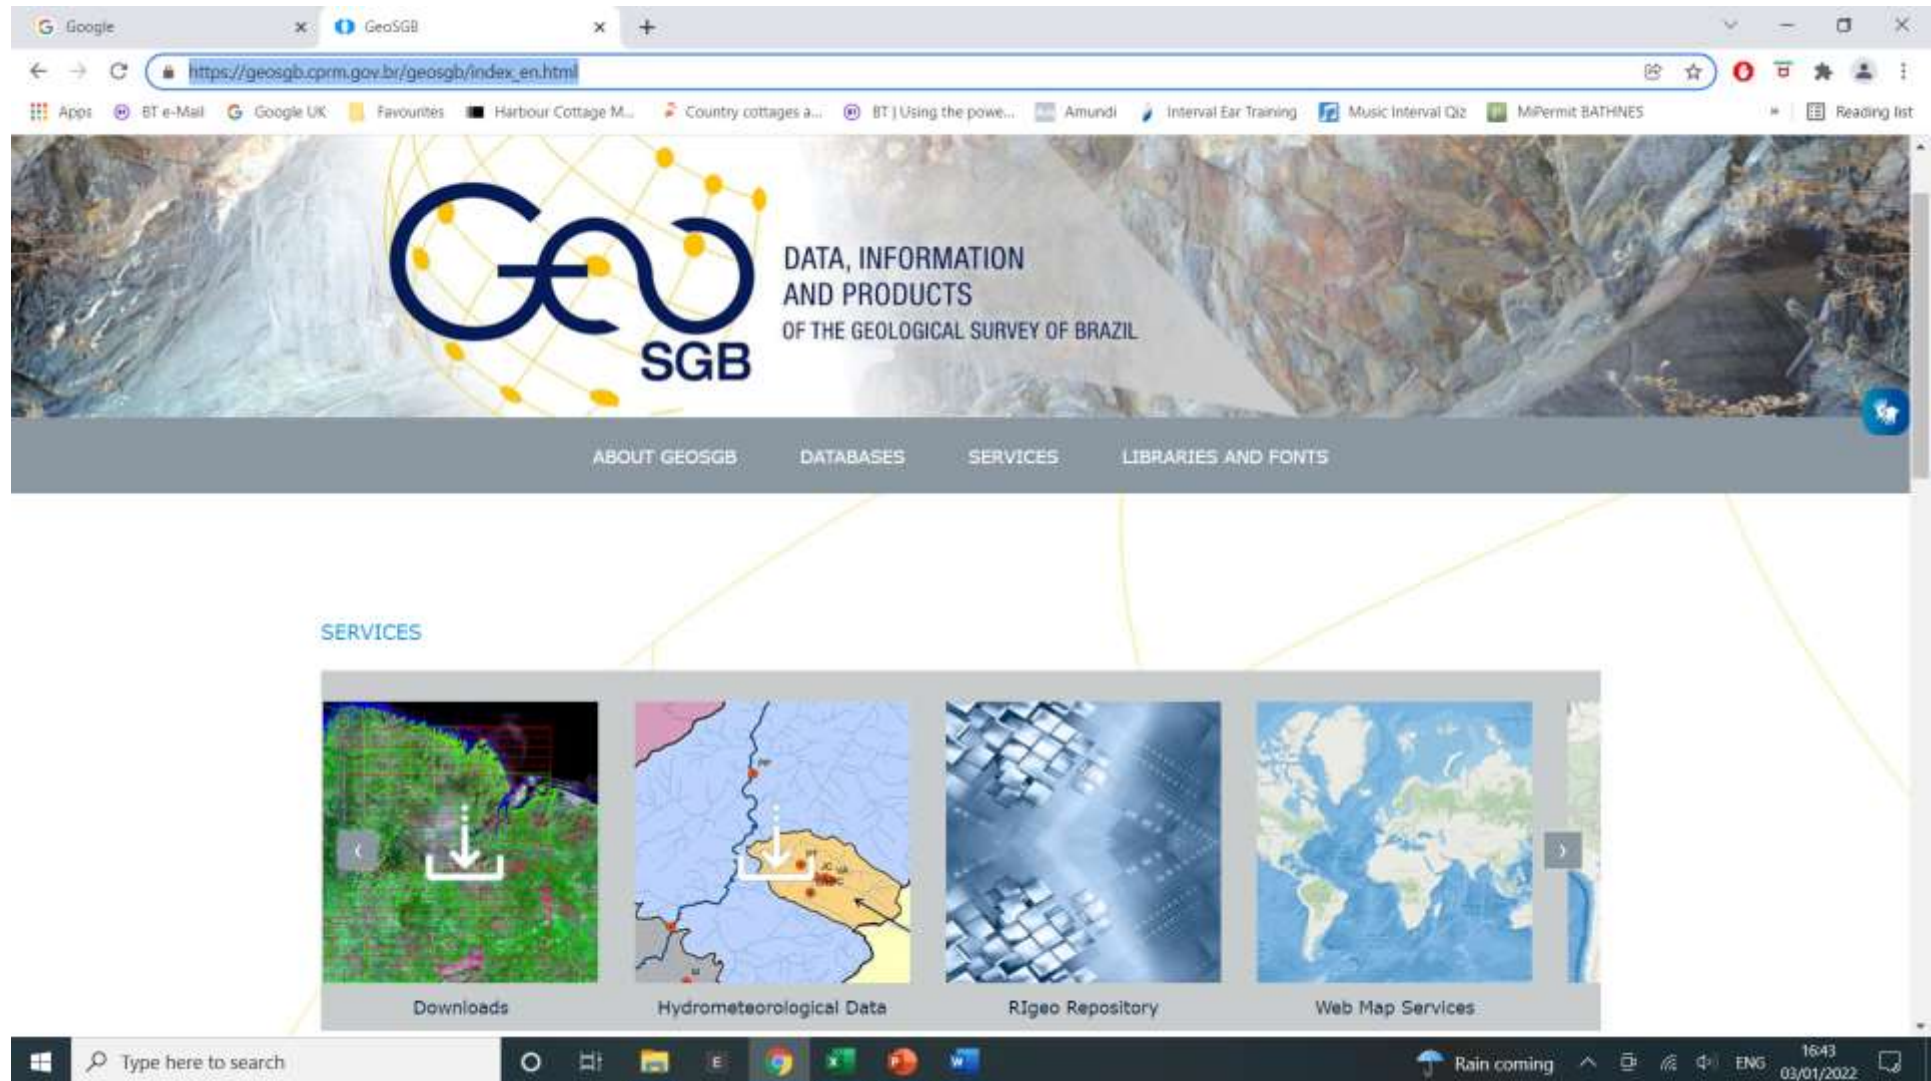 Google
GeoSGB
https://geosgb.cprm.gov.br/geosgb/index_en.html
Apps
BT e-Mail
Google UK
Favourites
Harbour Cottage M...
Country cottages a...
BT | Using the powe...
Amundi
Interval Ear Training
Music Interval Qiz
MiPermit BATHNES
Reading list
Geo
SGB
DATA, INFORMATION
AND PRODUCTS
OF THE GEOLOGICAL SURVEY OF BRAZIL
ABOUT GEOSGB
DATABASES
SERVICES
LIBRARIES AND FONTS
SERVICES
PP
Downloads
Hydrometeorological Data
RIgeo Repository
Web Map Services
Type here to search
Rain coming
ENG
16:43
03/01/2022